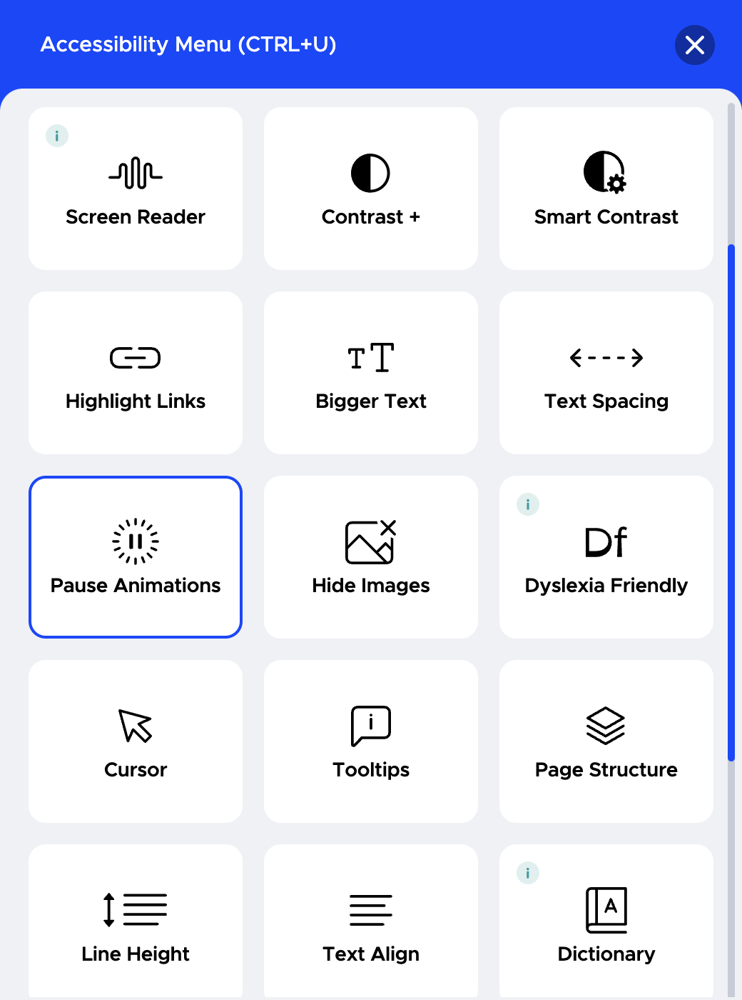 Accessibility Menu (CTRL+U)
Screen Reader
Contrast +
Smart Contrast
Highlight Links
Bigger Text
Text Spacing
Pause Animations
Hide Images
Dyslexia Friendly
Cursor
Tooltips
Page Structure
Line Height
Text Align
Dictionary